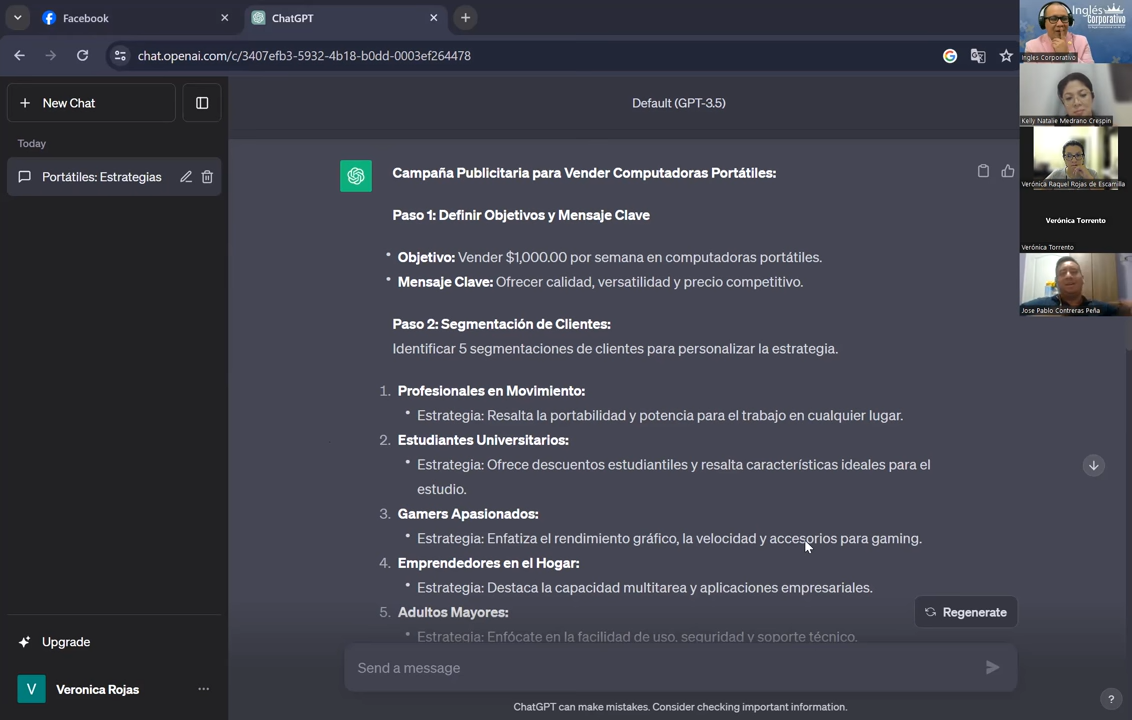 Facebook
ChatGPT
chat.openai.com/c/3407efb3-5932-4b18-b0dd-0003ef264478
New Chat
Today
Portátiles: Estrategias
Default (GPT-3.5)
Campaña Publicitaria para Vender Computadoras Portátiles:
Paso 1: Definir Objetivos y Mensaje Clave
Objetivo: Vender $1,000.00 por semana en computadoras portátiles.
Mensaje Clave: Ofrecer calidad, versatilidad y precio competitivo.
Paso 2: Segmentación de Clientes:
Identificar 5 segmentaciones de clientes para personalizar la estrategia.
1. Profesionales en Movimiento:
Estrategia: Resalta la portabilidad y potencia para el trabajo en cualquier lugar.
2. Estudiantes Universitarios:
Estrategia: Ofrece descuentos estudiantiles y resalta características ideales para el
estudio.
3. Gamers Apasionados:
Estrategia: Enfatiza el rendimiento gráfico, la velocidad y accesorios para gaming.
4. Emprendedores en el Hogar:
Estrategia: Destaca la capacidad multitarea y aplicaciones empresariales.
5. Adultos Mayores:
Estrategia: Enfócate en la facilidad de uso, seguridad y soporte técnico.
Regenerate
Send a message
ChatGPT can make mistakes. Consider checking important information.
?
Upgrade
V
Veronica Rojas
Inglés
Corporativo
Ingles Corporativo
Kelly Natalie Medrano Crespin
Verónica Raquel Rojas de Escamilla
Verónica Torrento
Verónica Torrento
Jose Pablo Contreras Peña